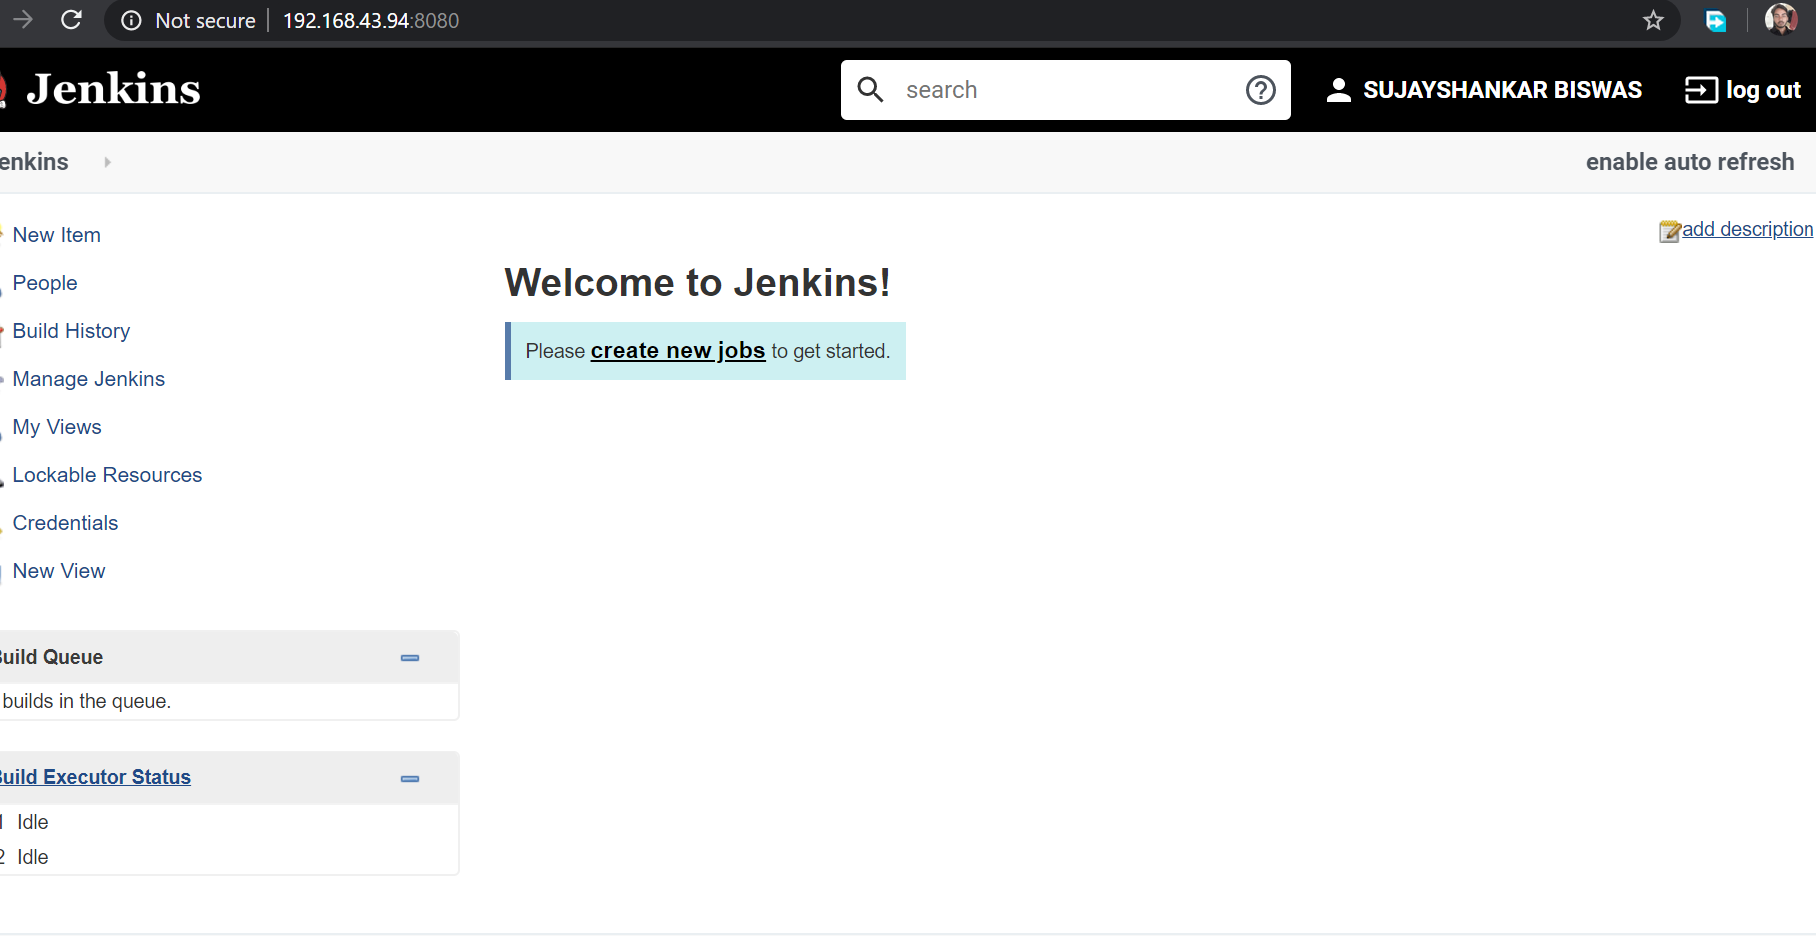 Not secure 192.168.43.94:8080
Jenkins
search
SUJAYSHANKAR BISWAS
log out
enkins
enable auto refresh
New Item
add description
People
Welcome to Jenkins!
Build History
Please create new jobs to get started.
Manage Jenkins
My Views
Lockable Resources
Credentials
New View
Build Queue
builds in the queue.
Build Executor Status
1 Idle
2 Idle